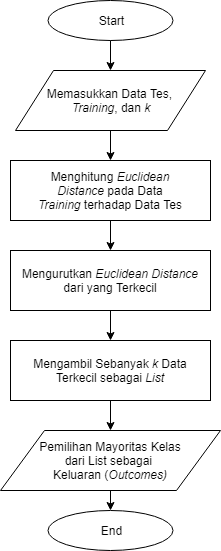 Start
Memasukkan Data Tes,
Training, dan k
Menghitung Euclidean
Distance pada Data
Training terhadap Data Tes
Mengurutkan Euclidean Distance
dari yang Terkecil
Mengambil Sebanyak k Data
Terkecil sebagai List
Pemilihan Mayoritas Kelas
dari List sebagai
Keluaran (Outcomes)
End